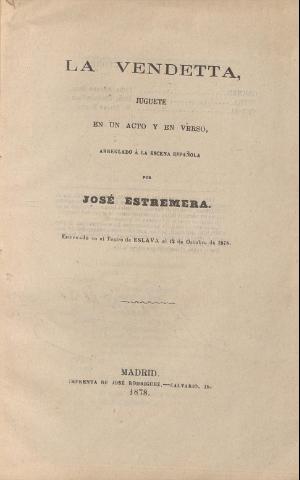 LA VENDETTA,
JUGUETE
EN UN ACTO Y EN VERSO,
ARREGLADO Á LA ESCENA ESPAÑOLA
POR
JOSÉ ESTREMERA.
Estrenado en el Teatro de ESLAVA el 12 de Octubre de 1878.
MADRID.
IMPRENTA DE JOSÉ RODRIGUEZ.—CALVARIO, 18.
1878.